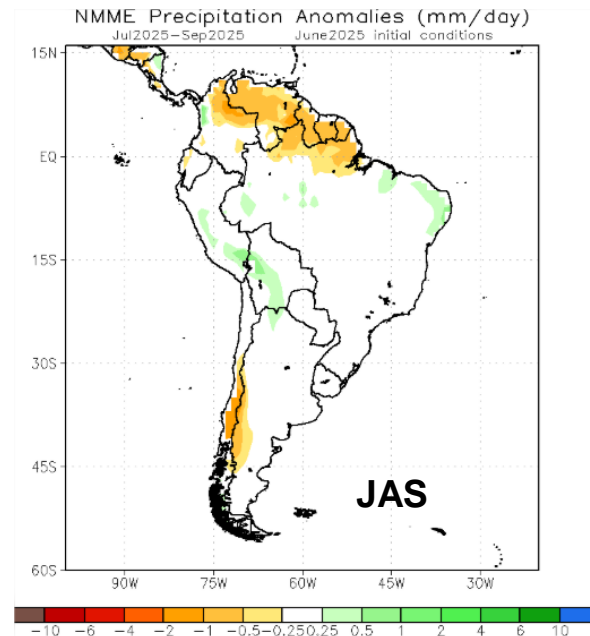 NMME Precipitation Anomalies (mm/day)
Jul2025-Sep2025 June2025 initial conditions
15N
EQ
15S
30S
45S
60S
JAS
90W 75W 60W 45W 30W
-10 -6 -4 -2 -1 -0.5 -0.25 0.25 0.5 1 2 4 6 10